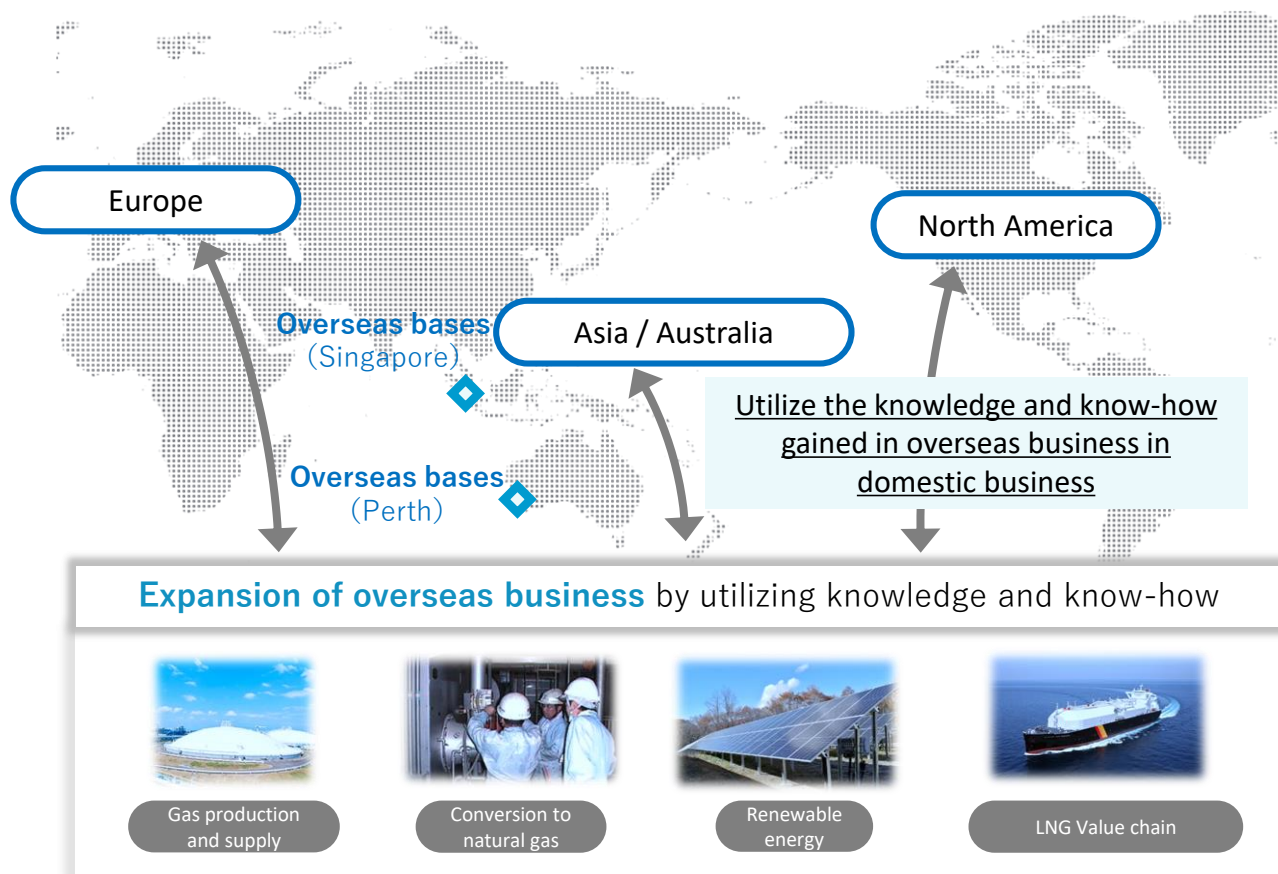 Europe
North America
Overseas bases
(Singapore)
Asia / Australia
Utilize the knowledge and know-how
gained in overseas business in
domestic business
Overseas bases
(Perth)
Expansion of overseas business by utilizing knowledge and know-how
Gas production
and supply
Conversion to
natural gas
Renewable
energy
LNG Value chain